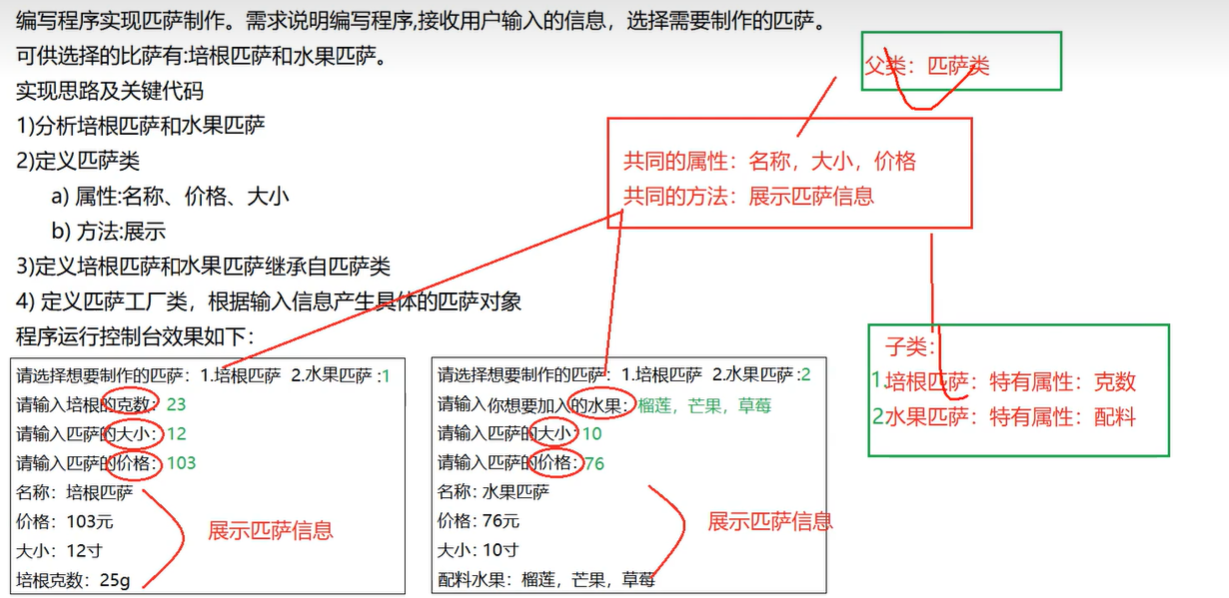 编写程序实现匹萨制作。需求说明编写程序,接收用户输入的信息，选择需要制作的匹萨。
可供选择的比萨有:培根匹萨和水果匹萨。
实现思路及关键代码
1)分析培根匹萨和水果匹萨
2)定义匹萨类
a) 属性:名称、价格、大小
b) 方法:展示
3)定义培根匹萨和水果匹萨继承自匹萨类
4) 定义匹萨工厂类，根据输入信息产生具体的匹萨对象
程序运行控制台效果如下：
父类：匹萨类
共同的属性：名称，大小，价格
共同的方法：展示匹萨信息
子类：
1.培根匹萨：特有属性：克数
2水果匹萨：特有属性：配料
请选择想要制作的匹萨：1.培根匹萨 2.水果匹萨 :1
请输入培根的克数：23
请输入匹萨的大小：12
请输入匹萨的价格：103
名称：培根匹萨
价格：103元
大小：12寸
培根克数：25g
展示匹萨信息
请选择想要制作的匹萨：1.培根匹萨 2.水果匹萨 :2
请输入你想要加入的水果：榴莲，芒果，草莓
请输入匹萨的大小:10
请输入匹萨的价格:76
名称: 水果匹萨
价格: 76元
大小: 10寸
配料水果：榴莲，芒果，草莓
展示匹萨信息